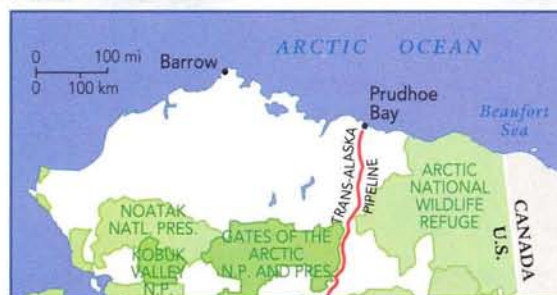 0 100 mi
0 100 km
Barrow
ARCTIC OCEAN
Prudhoe
Bay
Beaufort
Sea
TRANS-ALASKA
PIPELINE
ARCTIC
NATIONAL
WILDLIFE
REFUGE
CANADA
U.S.
NOATAK
NATL. PRES.
KOBUK
VALLEY
N.P.
GATES OF THE
ARCTIC
N.P. AND PRES.